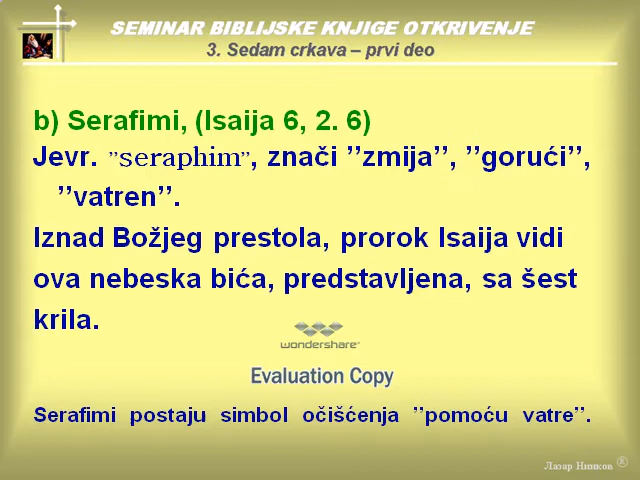 SEMINAR BIBLIJSKE KNJIGE OTKRIVENJE
3. Sedam crkava – prvi deo
b) Serafimi, (Isaija 6, 2. 6)
Jevr. ”seraphim”, znači ”zmija”, ”gorući”,
”vatren”.
Iznad Božjeg prestola, prorok Isaija vidi
ova nebeska bića, predstavljena, sa šest
krila.
wondershare
Evaluation Copy
Serafimi postaju simbol očišćenja ”pomoću vatre”.
Лазар Нинков ®